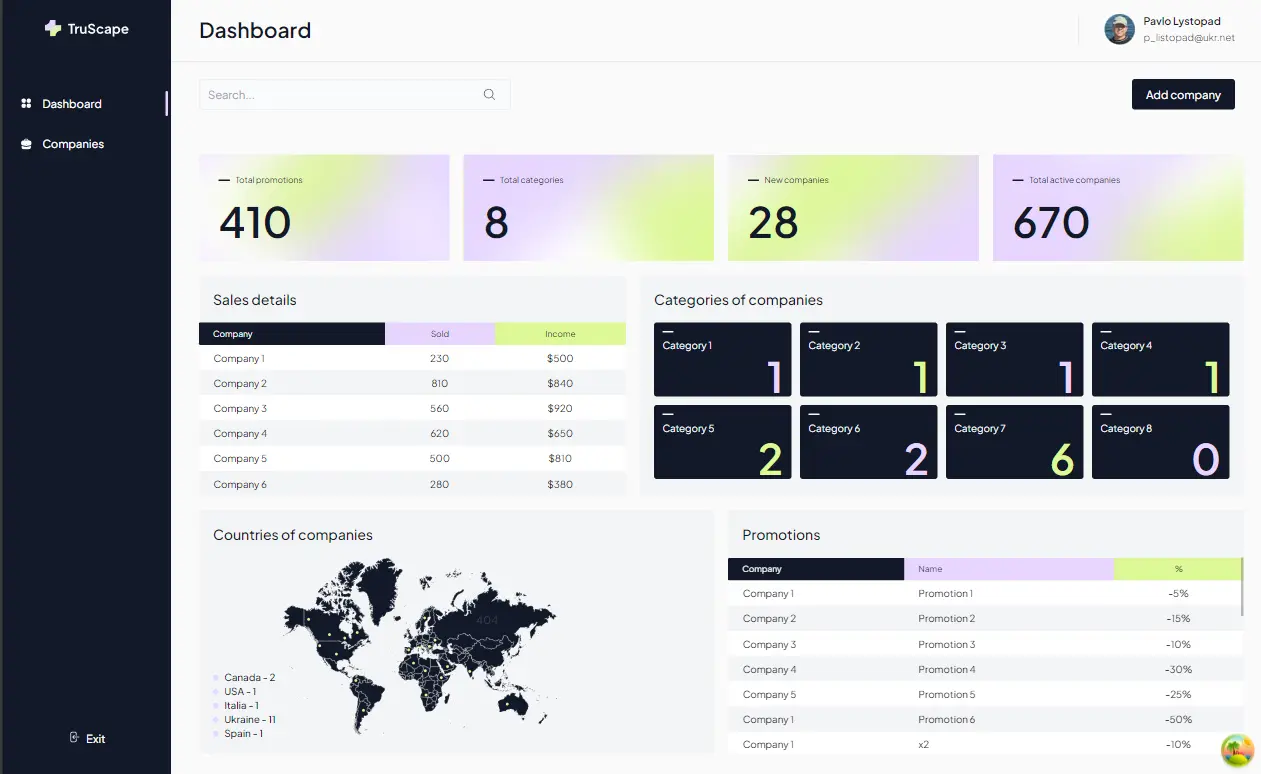 TruScape
Dashboard
Companies
Exit
Dashboard
Pavlo Lystopad
p_listopad@ukr.net
Search...
Add company
Total promotions
410
Total categories
8
New companies
28
Total active companies
670
Sales details
Company Sold Income
Company 1 230 $500
Company 2 810 $840
Company 3 560 $920
Company 4 620 $650
Company 5 500 $810
Company 6 280 $380
Categories of companies
Category 1
1
Category 2
1
Category 3
1
Category 4
1
Category 5
2
Category 6
2
Category 7
6
Category 8
0
Countries of companies
404
Canada - 2
USA - 1
Italia - 1
Ukraine - 11
Spain - 1
Promotions
Company Name %
Company 1 Promotion 1 -5%
Company 2 Promotion 2 -15%
Company 3 Promotion 3 -10%
Company 4 Promotion 4 -30%
Company 5 Promotion 5 -25%
Company 1 Promotion 6 -50%
Company 1 x2 -10%